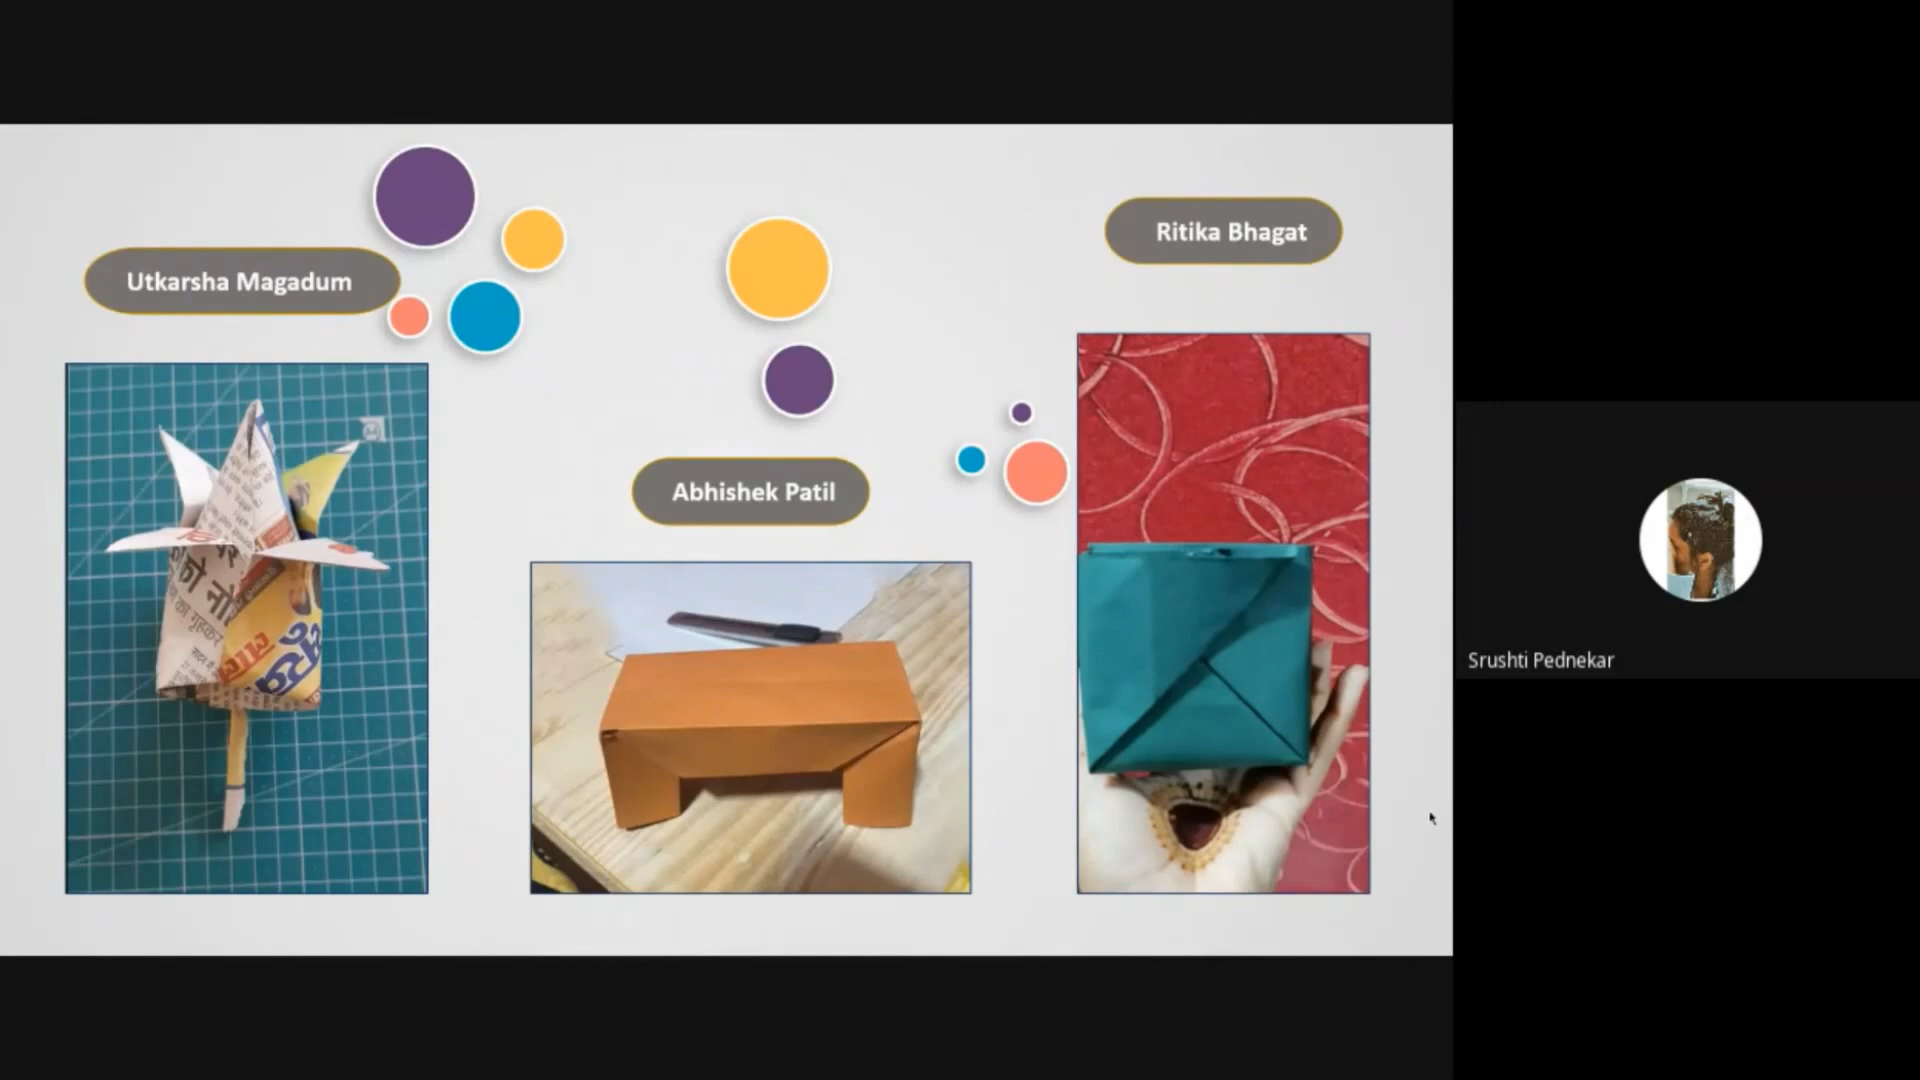 Utkarsha Magadum
Ritika Bhagat
Abhishek Patil
को नो
Srushti Pednekar